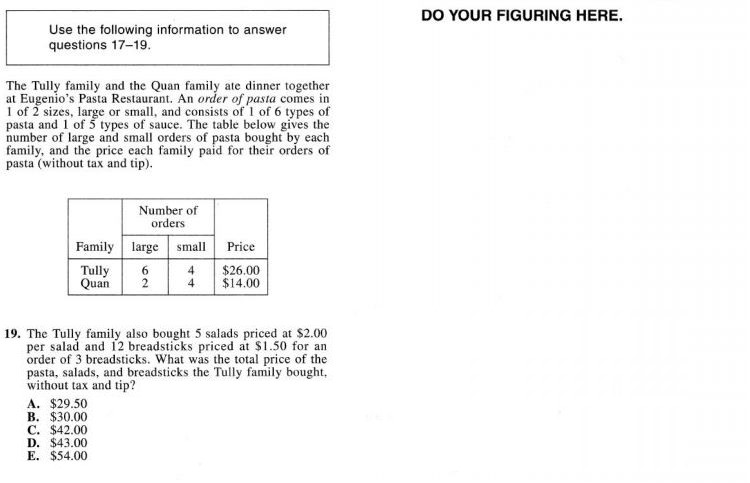 Use the following information to answer
questions 17–19.
DO YOUR FIGURING HERE.
The Tully family and the Quan family ate dinner together
at Eugenio's Pasta Restaurant. An order of pasta comes in
1 of 2 sizes, large or small, and consists of 1 of 6 types of
pasta and 1 of 5 types of sauce. The table below gives the
number of large and small orders of pasta bought by each
family, and the price each family paid for their orders of
pasta (without tax and tip).
Number of
orders
Family large small Price
Tully 6 4 $26.00
Quan 2 4 $14.00
19. The Tully family also bought 5 salads priced at $2.00
per salad and 12 breadsticks priced at $1.50 for an
order of 3 breadsticks. What was the total price of the
pasta, salads, and breadsticks the Tully family bought,
without tax and tip?
A. $29.50
B. $30.00
C. $42.00
D. $43.00
E. $54.00